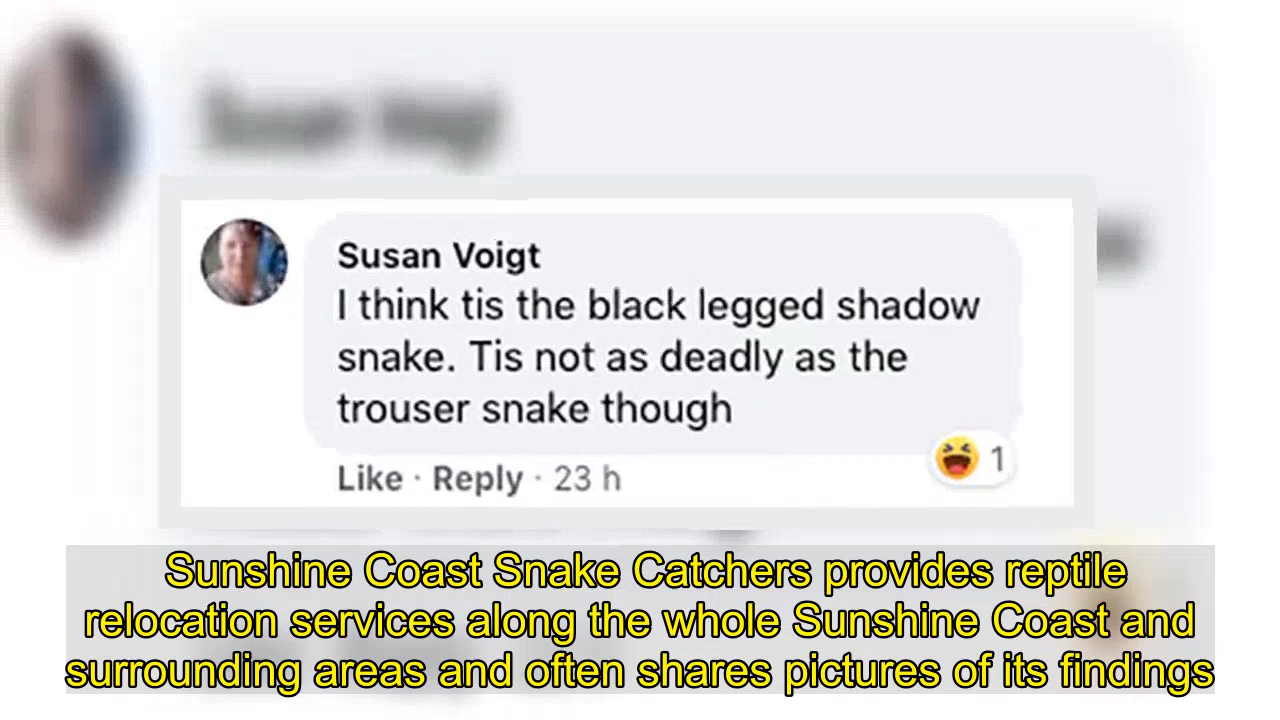 Susan Voigt
I think tis the black legged shadow
snake. Tis not as deadly as the
trouser snake though
Like · Reply · 23 h
1
Sunshine Coast Snake Catchers provides reptile
relocation services along the whole Sunshine Coast and
surrounding areas and often shares pictures of its findings